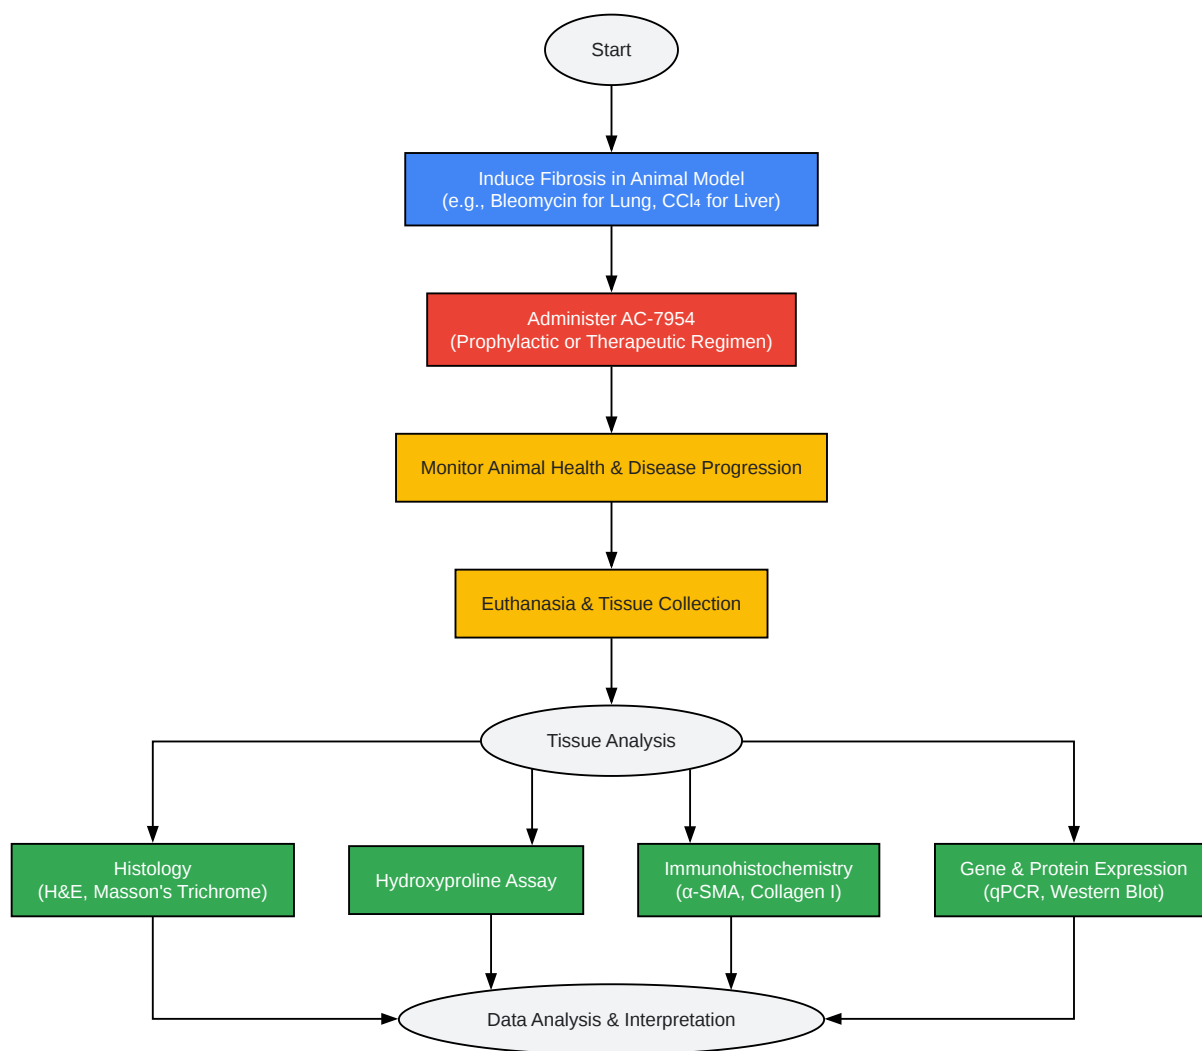 Start
Induce Fibrosis in Animal Model
(e.g., Bleomycin for Lung, CCl₄ for Liver)
Administer AC-7954
(Prophylactic or Therapeutic Regimen)
Monitor Animal Health & Disease Progression
Euthanasia & Tissue Collection
Tissue Analysis
Histology
(H&E, Masson's Trichrome)
Hydroxyproline Assay
Immunohistochemistry
(α-SMA, Collagen I)
Gene & Protein Expression
(qPCR, Western Blot)
Data Analysis & Interpretation